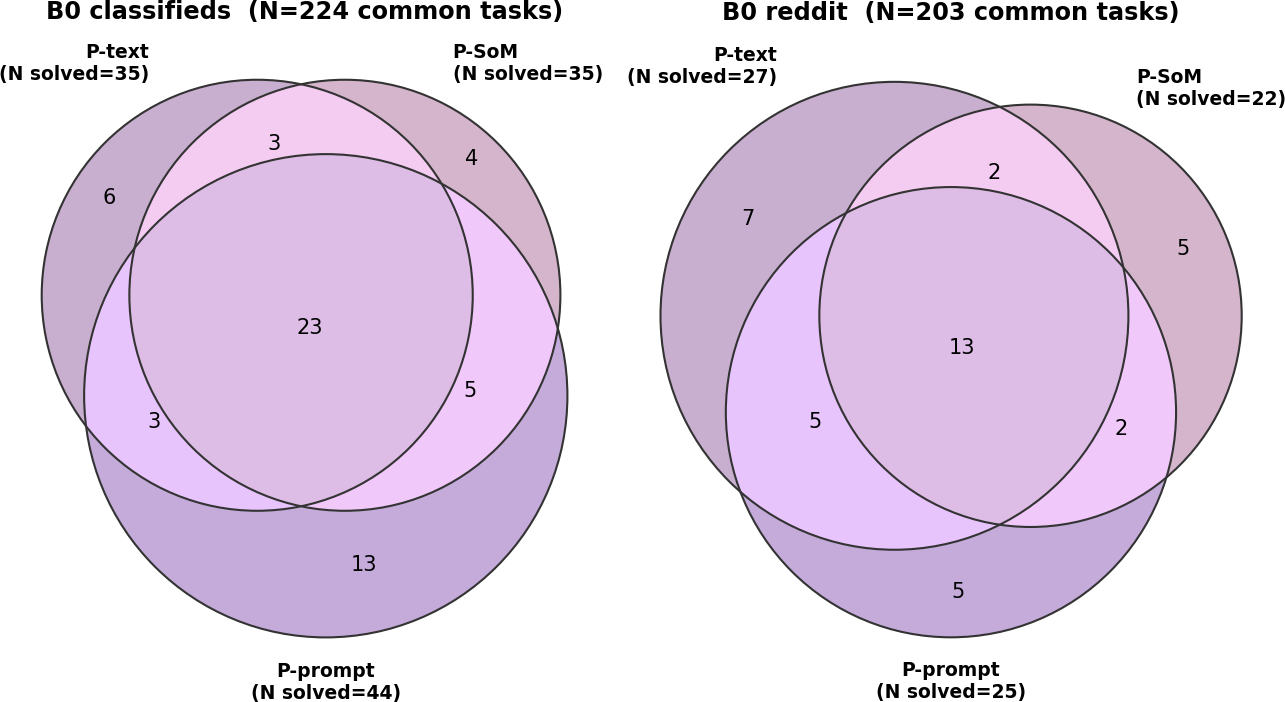 B0 classifieds  (N=224 common tasks)
P-text
(N solved=35)
P-SoM
(N solved=35)
3
4
6
23
5
3
13
P-prompt
(N solved=44)
B0 reddit  (N=203 common tasks)
P-text
(N solved=27)
P-SoM
(N solved=22)
2
7
5
13
5
2
5
P-prompt
(N solved=25)